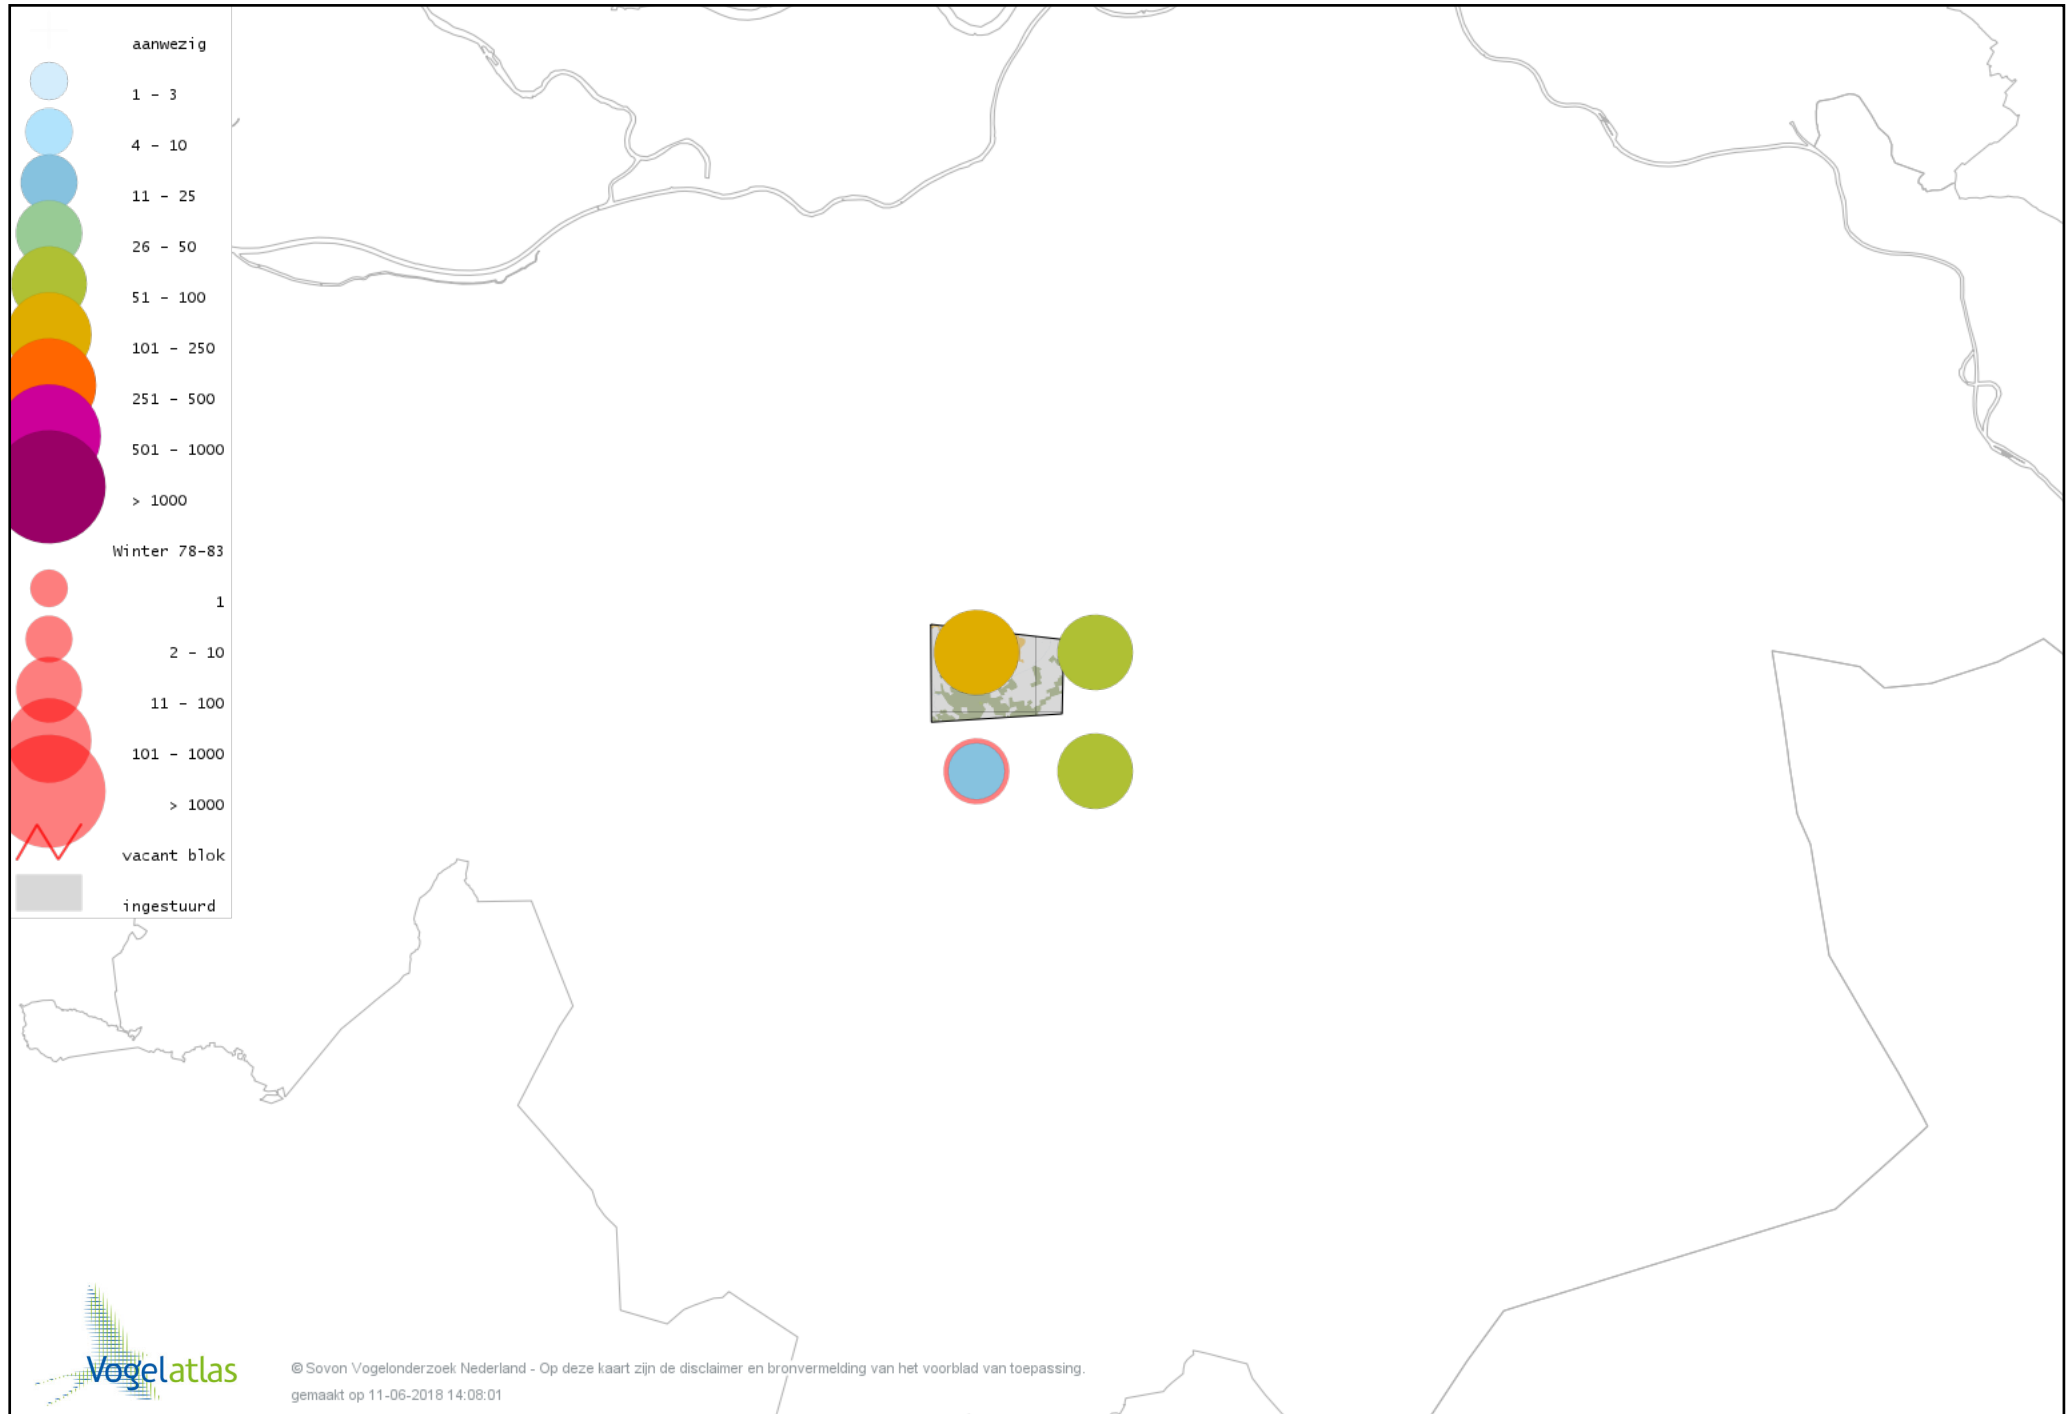 aanwezig
1 – 3
4 – 10
11 – 25
26 – 50
51 – 100
101 – 250
251 – 500
501 – 1000
> 1000
Winter 78–83
1
2 – 10
11 – 100
101 – 1000
> 1000
vacant blok
ingestuurd
Vogelatlas
© Sovon Vogelonderzoek Nederland - Op deze kaart zijn de disclaimer en bronvermelding van het voorblad van toepassing.
gemaakt op 11-06-2018 14:08:01